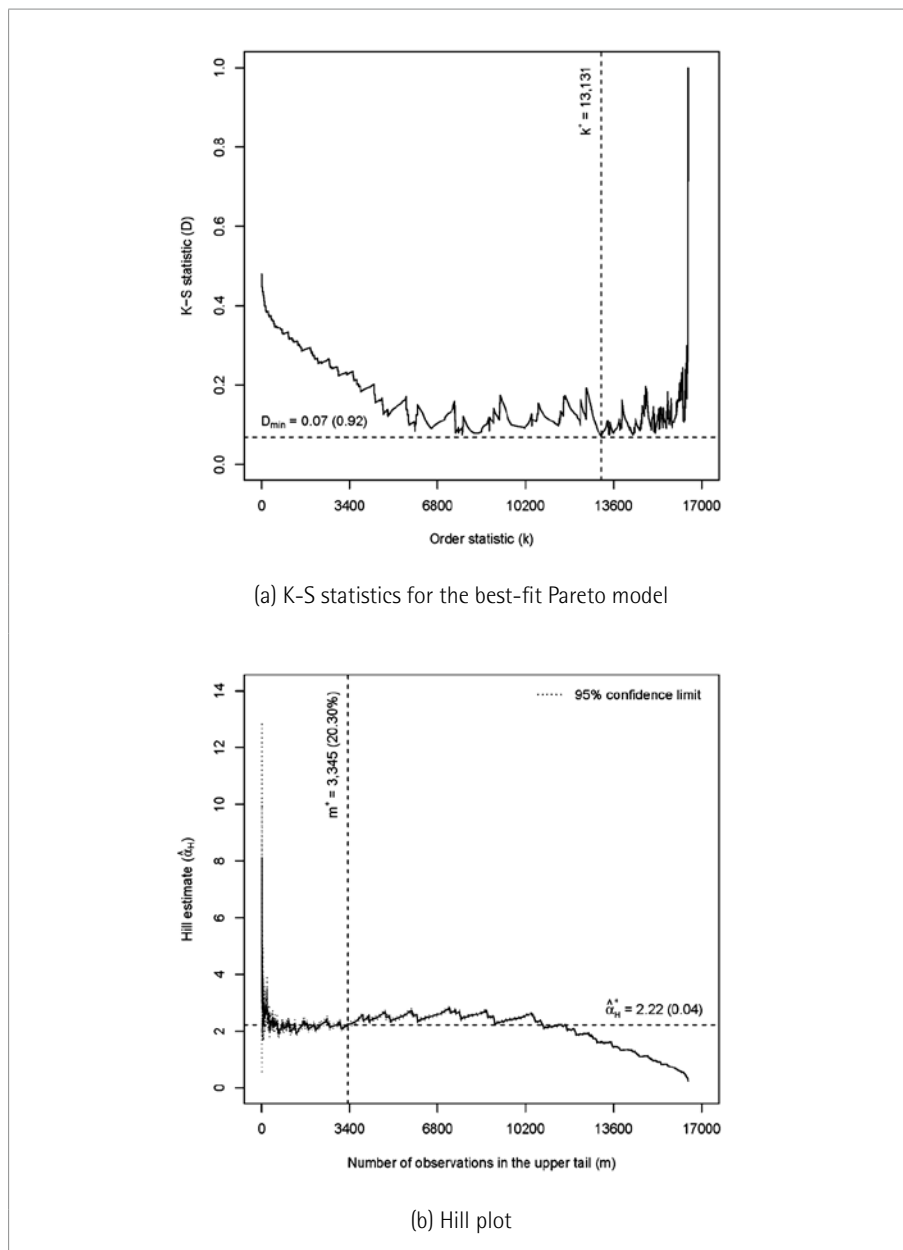 1.0
0.8
0.6
0.4
0.2
0.0
K–S statistic (D)
k* = 13,131
D_min = 0.07 (0.92)
0 3400 6800 10200 13600 17000
Order statistic (k)
(a) K-S statistics for the best-fit Pareto model
14
12
10
8
6
4
2
0
Hill estimate (α̂_H)
m* = 3,345 (20.30%)
95% confidence limit
α̂*_H = 2.22 (0.04)
0 3400 6800 10200 13600 17000
Number of observations in the upper tail (m)
(b) Hill plot